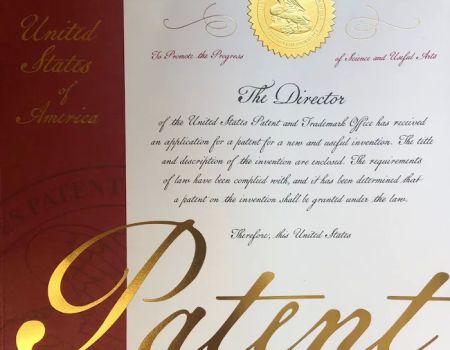 United
States
of
America
To Promote the Progress
of Science and Useful Arts
The Director
of the United States Patent and Trademark Office has received
an application for a patent for a new and useful invention. The title
and description of the invention are enclosed. The requirements
of law have been complied with, and it has been determined that
a patent on the invention shall be granted under the law.
Therefore, this United States
Patent